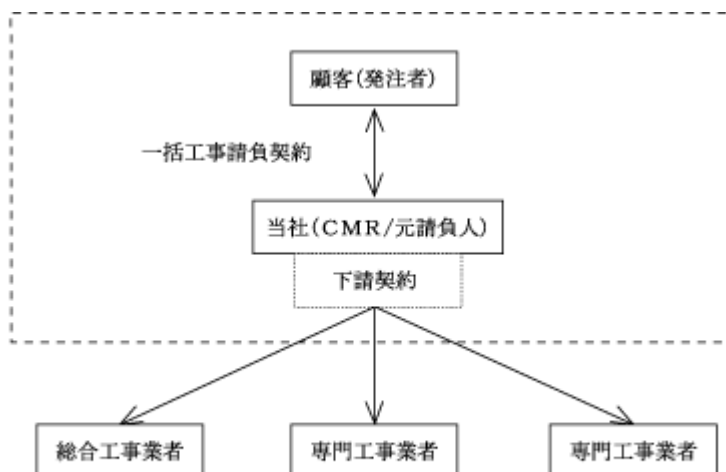 顧客(発注者)
一括工事請負契約
当社(CMR/元請負人)
下請契約
総合工事業者
専門工事業者
専門工事業者